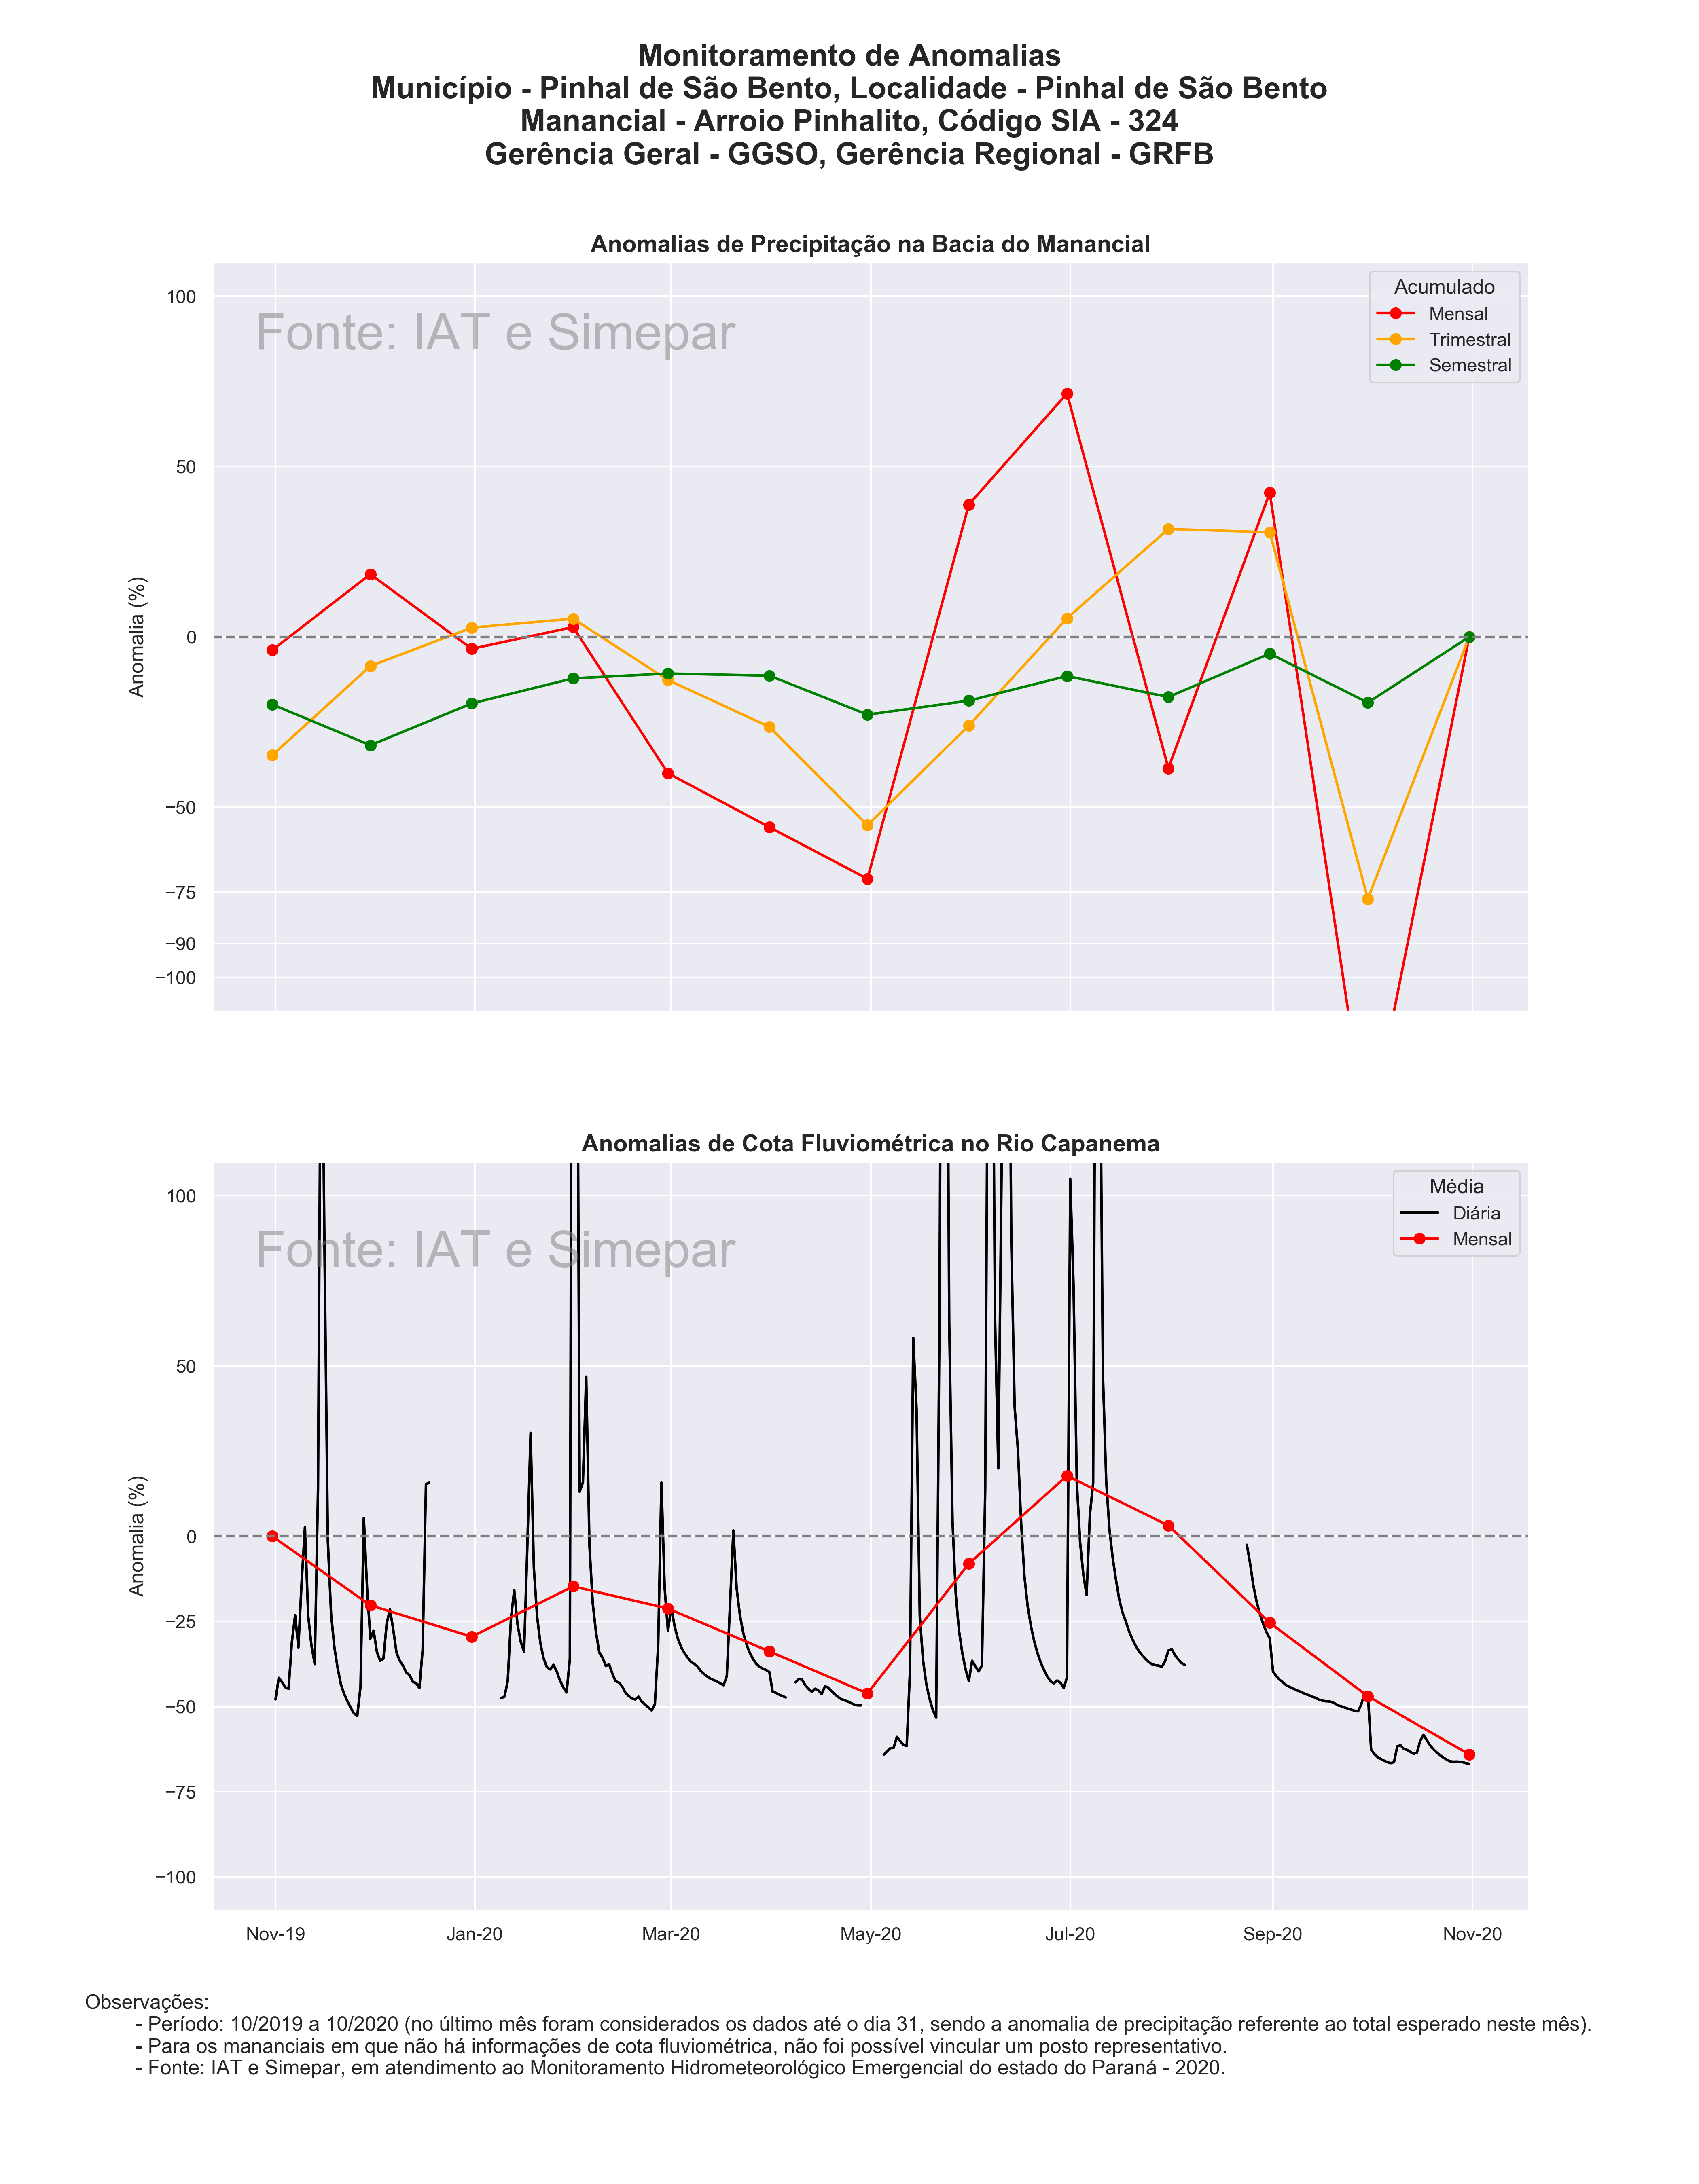 Monitoramento de Anomalias
Município - Pinhal de São Bento, Localidade - Pinhal de São Bento
Manancial - Arroio Pinhalito, Código SIA - 324
Gerência Geral - GGSO, Gerência Regional - GRFB
Anomalias de Precipitação na Bacia do Manancial
Fonte: IAT e Simepar
Acumulado
Mensal
Trimestral
Semestral
Anomalia (%)
100
50
0
−50
−75
−90
−100
Anomalias de Cota Fluviométrica no Rio Capanema
Fonte: IAT e Simepar
Média
Diária
Mensal
Anomalia (%)
100
50
0
−25
−50
−75
−100
Nov-19 Jan-20 Mar-20 May-20 Jul-20 Sep-20 Nov-20
Observações:
- Período: 10/2019 a 10/2020 (no último mês foram considerados os dados até o dia 31, sendo a anomalia de precipitação referente ao total esperado neste mês).
- Para os mananciais em que não há informações de cota fluviométrica, não foi possível vincular um posto representativo.
- Fonte: IAT e Simepar, em atendimento ao Monitoramento Hidrometeorológico Emergencial do estado do Paraná - 2020.